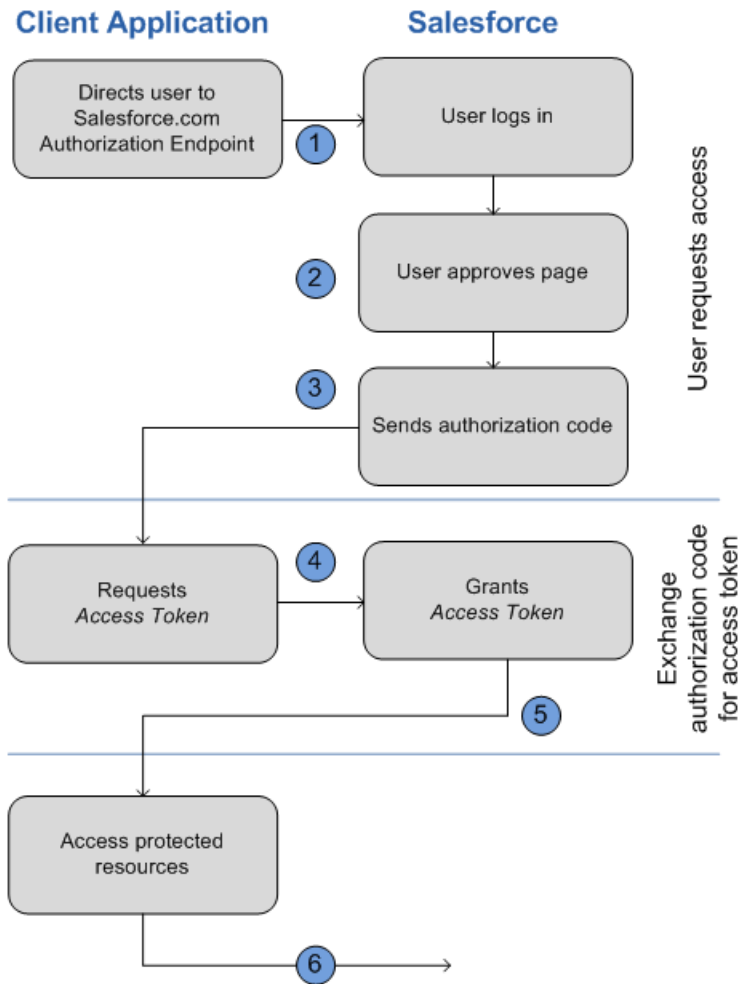 Client Application
Salesforce
Directs user to
Salesforce.com
Authorization Endpoint
1
User logs in
2
User approves page
3
Sends authorization code
User requests access
Requests
Access Token
4
Grants
Access Token
5
Exchange
authorization code
for access token
Access protected
resources
6